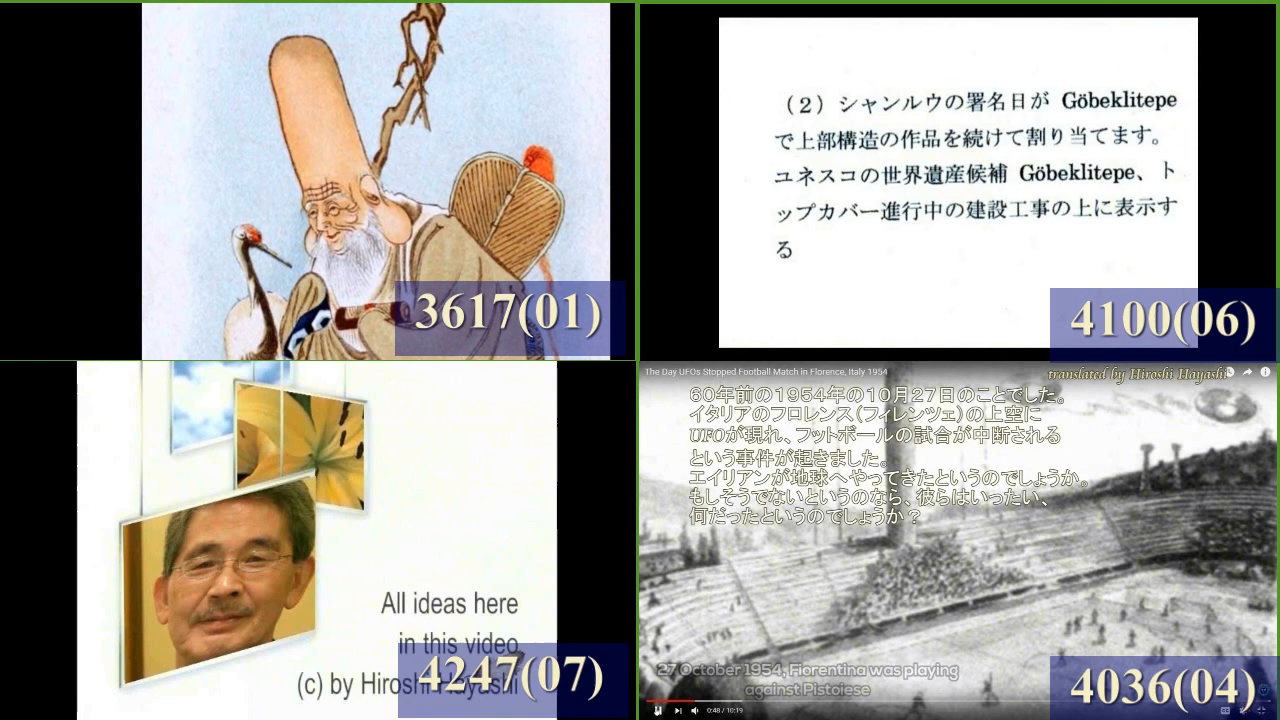 3617(01)
(2)シャンルウの署名日が Göbeklitepe
で上部構造の作品を続けて割り当てます。
ユネスコの世界遺産候補 Göbeklitepe、ト
ップカバー進行中の建設工事の上に表示す
る
4100(06)
All ideas here
in this video
(c) by Hiroshi Hayashi
4247(07)
The Day UFOs Stopped Football Match in Florence, Italy 1954
translated by Hiroshi Hayashi
60年前の1954年の10月27日のことでした。
イタリアのフロレンス(フィレンツェ)の上空に
UFOが現れ、フットボールの試合が中断される
という事件が起きました。
エイリアンが地球へやってきたというのでしょうか。
もしそうでないというのなら、彼らはいったい、
何だったというのでしょうか?
27 October 1954, Fiorentina was playing
against Pistoiese
0:48 / 10:19
4036(04)